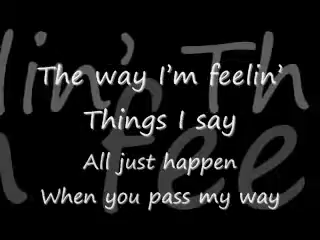 The way I'm feelin'
Things I say
All just happen
When you pass my way